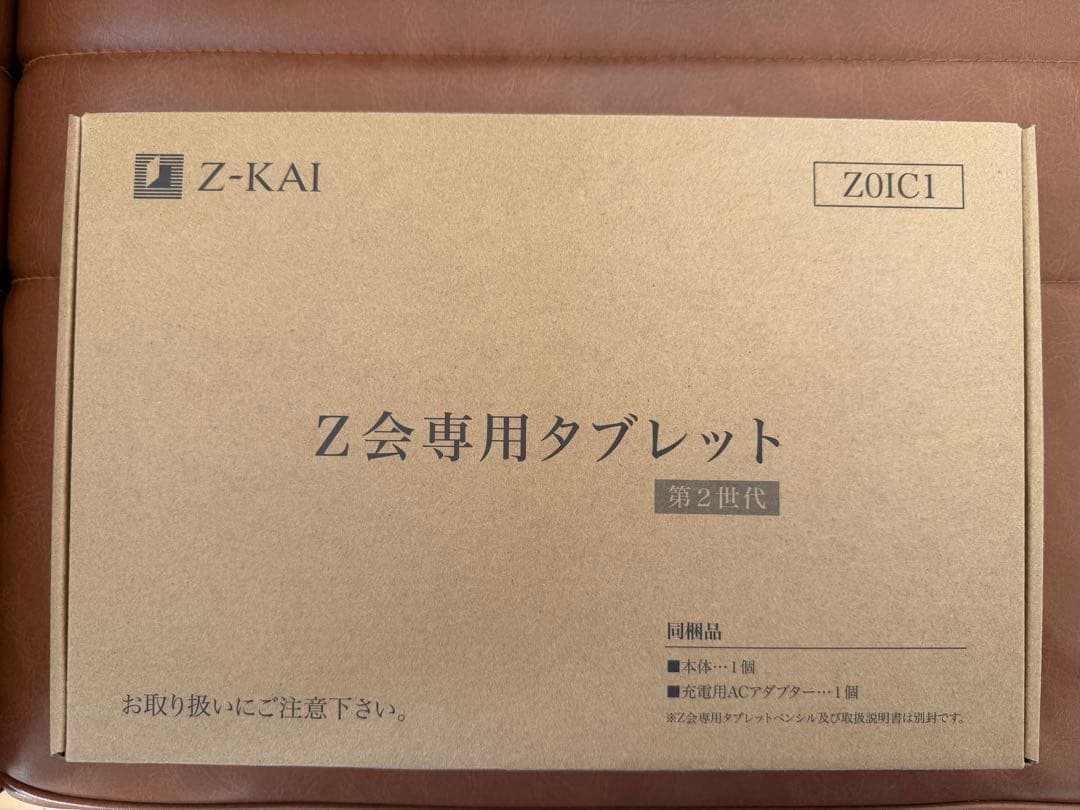 Z-KAI
Z0IC1
Z会専用タブレット
第2世代
同梱品
■本体…1個
■充電用ACアダプター…1個
※Z会専用タブレットペンシル及び取扱説明書は別封です。
お取り扱いにご注意下さい。